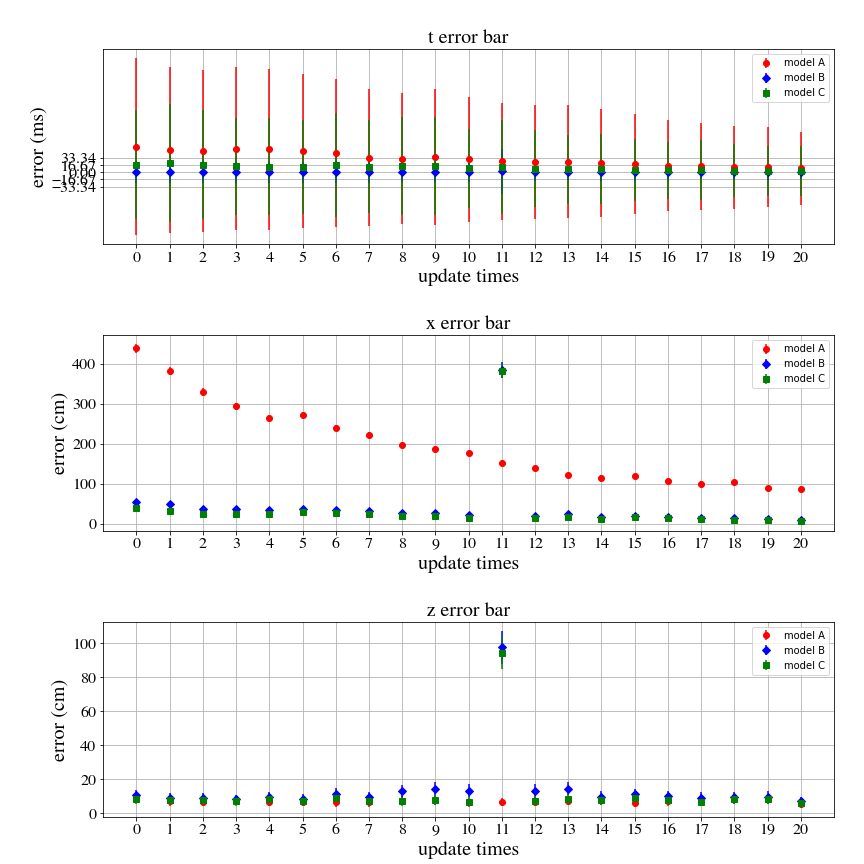 t error bar
error (ms)
33.34
16.67
0.00
−16.67
−33.34
model A
model B
model C
0 1 2 3 4 5 6 7 8 9 10 11 12 13 14 15 16 17 18 19 20
update times
x error bar
error (cm)
400
300
200
100
0
model A
model B
model C
0 1 2 3 4 5 6 7 8 9 10 11 12 13 14 15 16 17 18 19 20
update times
z error bar
error (cm)
100
80
60
40
20
0
model A
model B
model C
0 1 2 3 4 5 6 7 8 9 10 11 12 13 14 15 16 17 18 19 20
update times